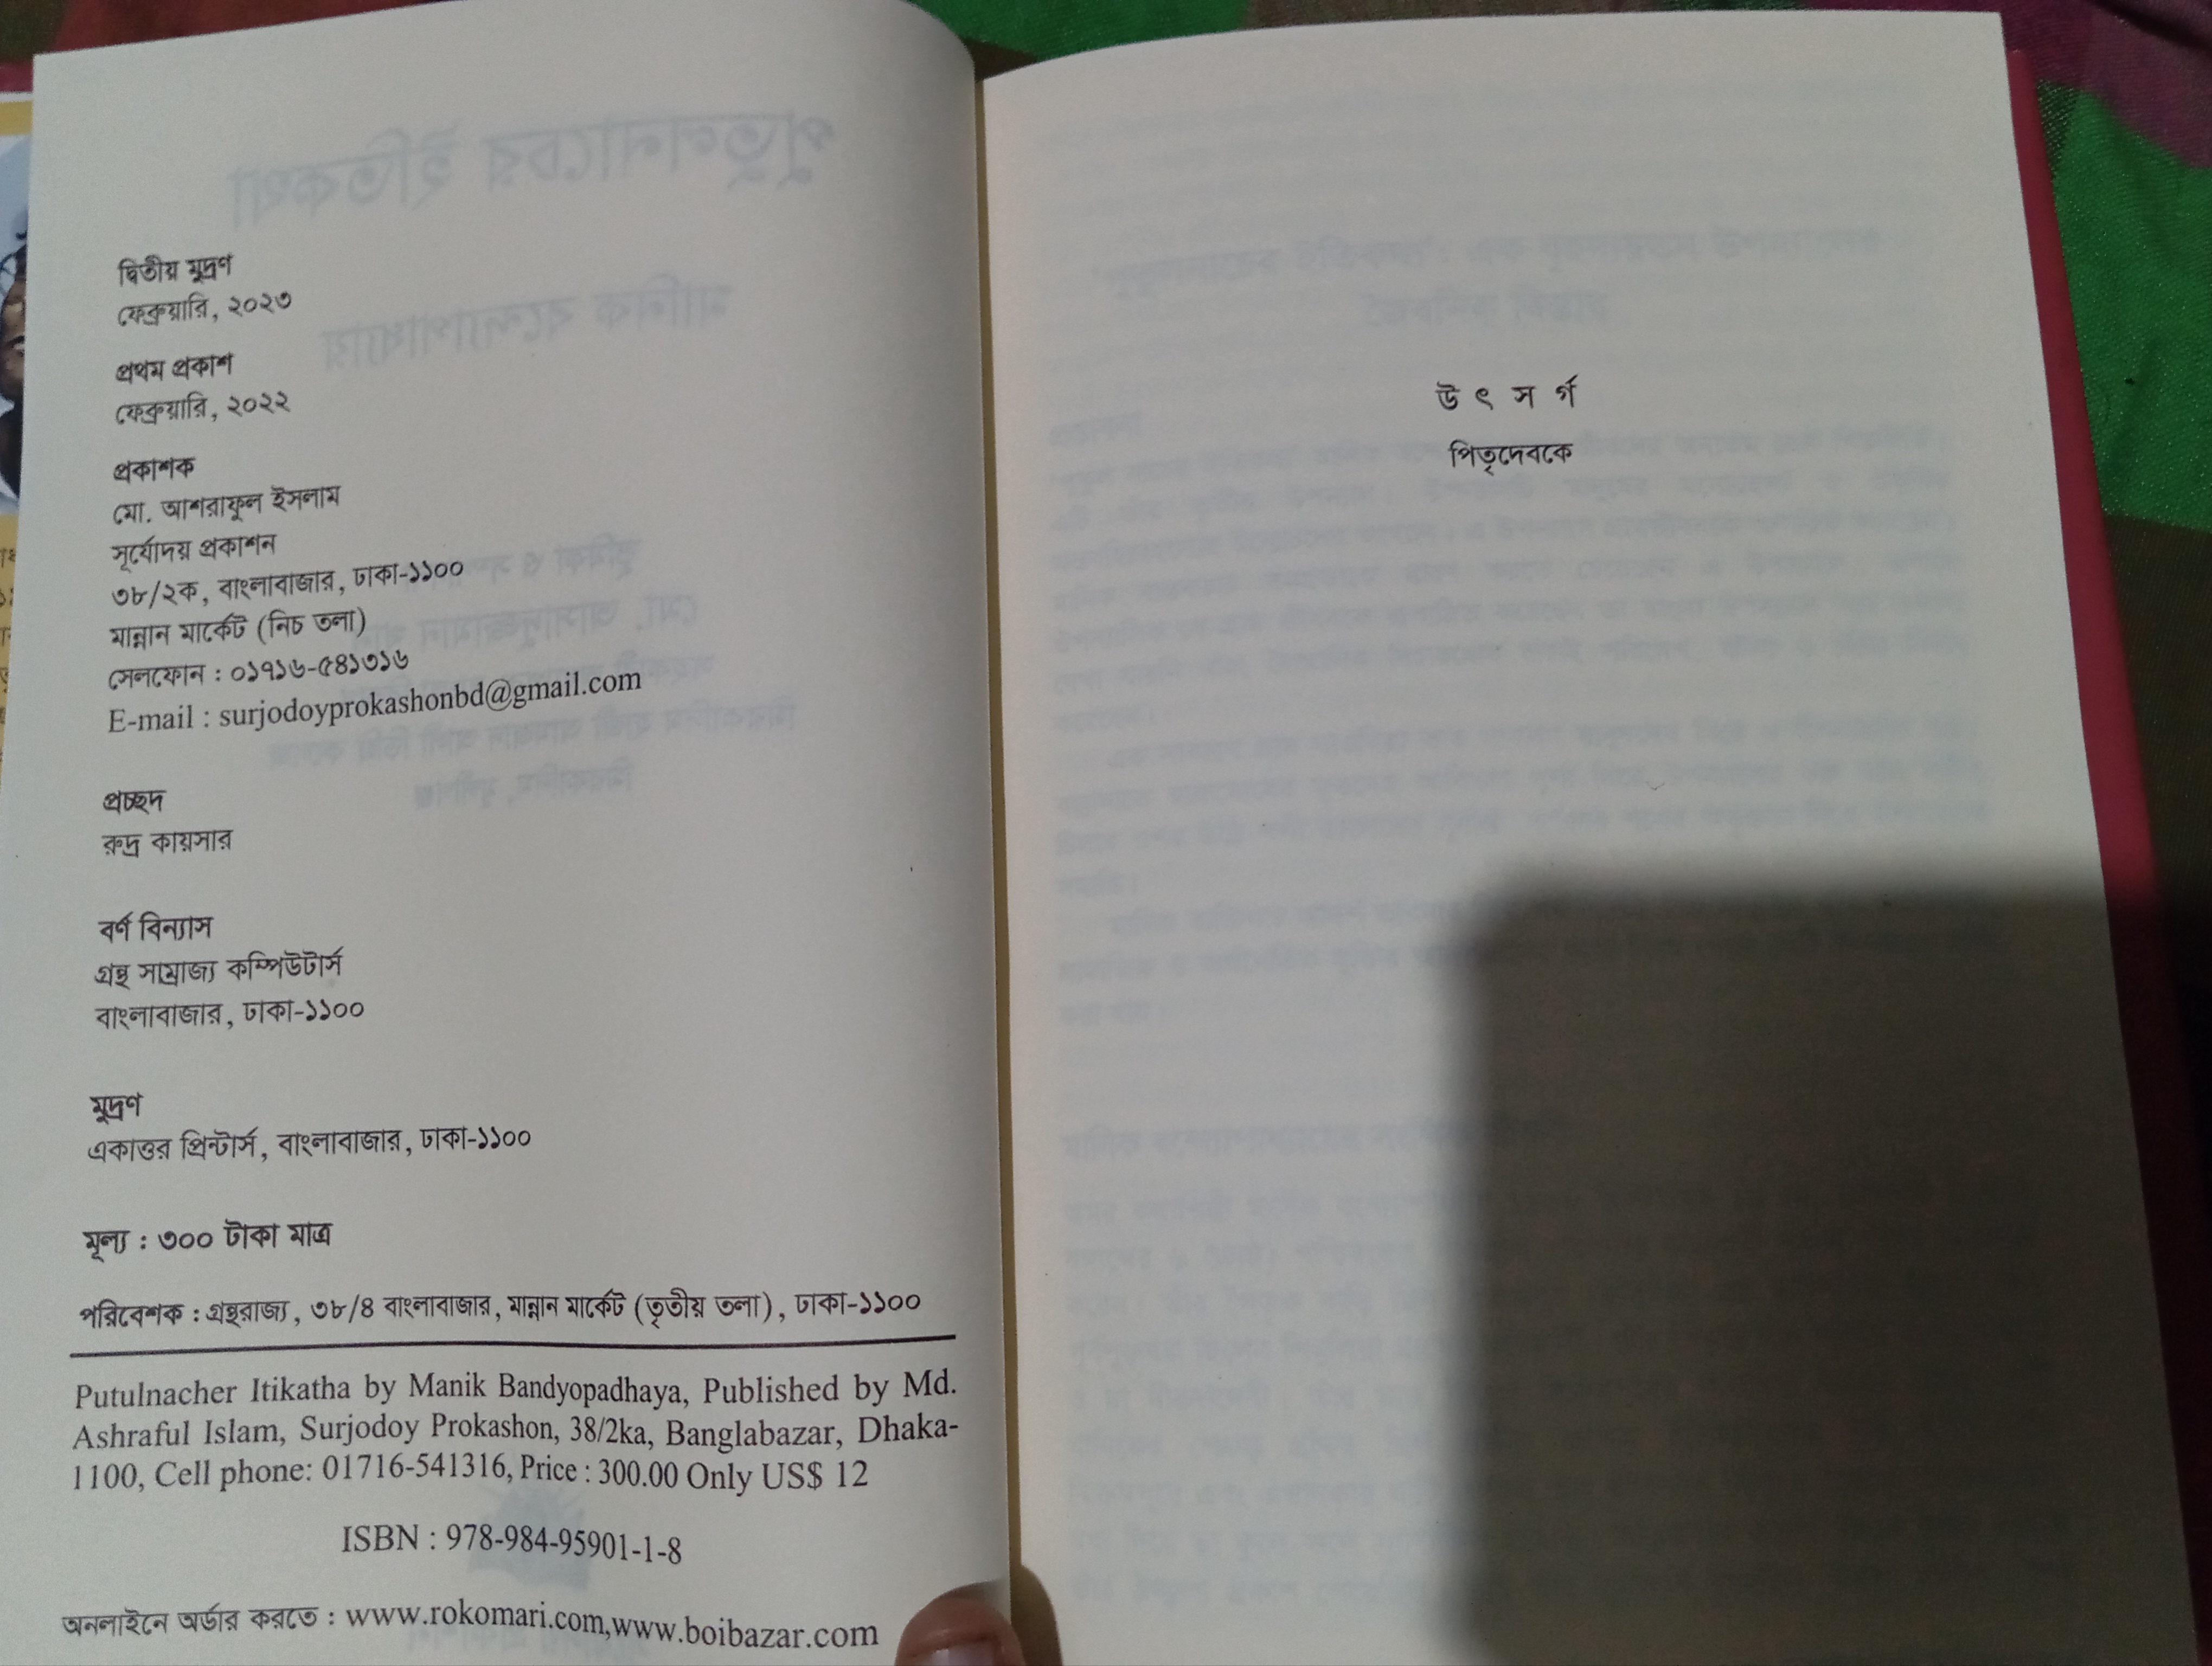 দ্বিতীয় মুদ্রণ
ফেব্রুয়ারি, ২০২৩
প্রথম প্রকাশ
ফেব্রুয়ারি, ২০২২
প্রকাশক
মো. আশরাফুল ইসলাম
সূর্যোদয় প্রকাশন
৩৮/২ক, বাংলাবাজার, ঢাকা-১১০০
মান্নান মার্কেট (নিচ তলা)
সেলফোন : ০১৭১৬-৫৪১৩১৬
E-mail : surjodoyprokashonbd@gmail.com
প্রচ্ছদ
রুদ্র কায়সার
বর্ণ বিন্যাস
গ্রন্থ সাম্রাজ্য কম্পিউটার্স
বাংলাবাজার, ঢাকা-১১০০
মুদ্রণ
একাত্তর প্রিন্টার্স, বাংলাবাজার, ঢাকা-১১০০
মূল্য : ৩০০ টাকা মাত্র
পরিবেশক : গ্রন্থরাজ্য, ৩৮/৪ বাংলাবাজার, মান্নান মার্কেট (তৃতীয় তলা), ঢাকা-১১০০
Putulnacher Itikatha by Manik Bandyopadhaya, Published by Md.
Ashraful Islam, Surjodoy Prokashon, 38/2ka, Banglabazar, Dhaka-
1100, Cell phone: 01716-541316, Price : 300.00 Only US$ 12
ISBN : 978-984-95901-1-8
অনলাইনে অর্ডার করতে : www.rokomari.com,www.boibazar.com
উ ৎ স র্গ
পিতৃদেবকে